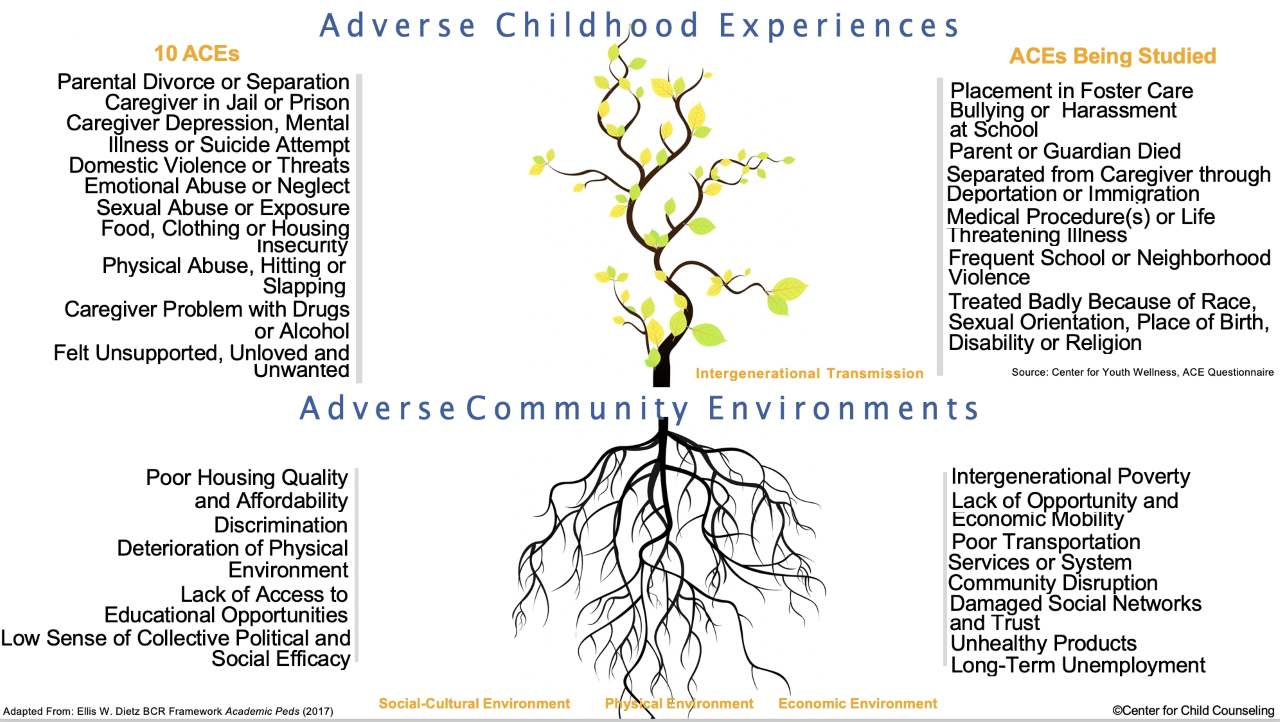 Adverse Childhood Experiences
10 ACEs
Parental Divorce or Separation
Caregiver in Jail or Prison
Caregiver Depression, Mental
Illness or Suicide Attempt
Domestic Violence or Threats
Emotional Abuse or Neglect
Sexual Abuse or Exposure
Food, Clothing or Housing
Insecurity
Physical Abuse, Hitting or
Slapping
Caregiver Problem with Drugs
or Alcohol
Felt Unsupported, Unloved and
Unwanted
ACEs Being Studied
Placement in Foster Care
Bullying or Harassment
at School
Parent or Guardian Died
Separated from Caregiver through
Deportation or Immigration
Medical Procedure(s) or Life
Threatening Illness
Frequent School or Neighborhood
Violence
Treated Badly Because of Race,
Sexual Orientation, Place of Birth,
Disability or Religion
Intergenerational Transmission
Source: Center for Youth Wellness, ACE Questionnaire
Adverse Community Environments
Poor Housing Quality
and Affordability
Discrimination
Deterioration of Physical
Environment
Lack of Access to
Educational Opportunities
Low Sense of Collective Political and
Social Efficacy
Intergenerational Poverty
Lack of Opportunity and
Economic Mobility
Poor Transportation
Services or System
Community Disruption
Damaged Social Networks
and Trust
Unhealthy Products
Long-Term Unemployment
Social-Cultural Environment
Physical Environment
Economic Environment
Adapted From: Ellis W. Dietz BCR Framework Academic Peds (2017)
©Center for Child Counseling